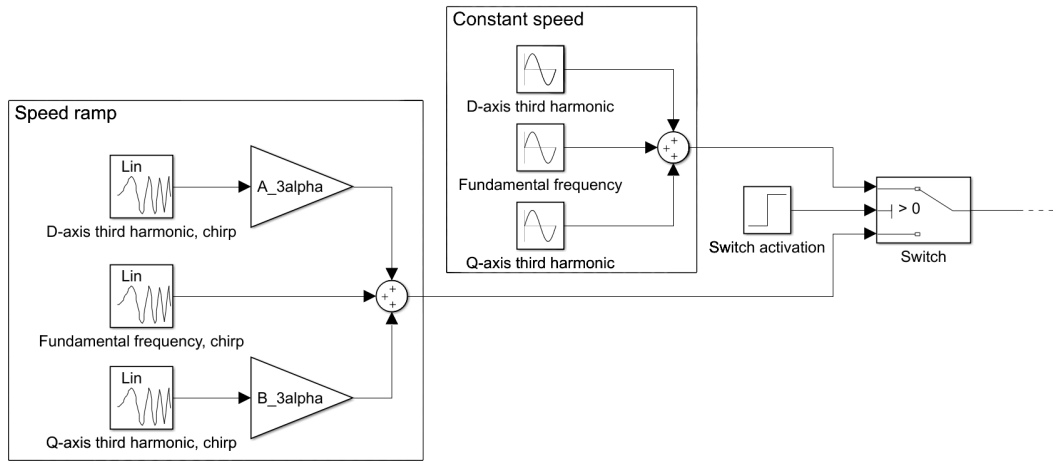 Constant speed
D-axis third harmonic
Fundamental frequency
Q-axis third harmonic
+
+
+
Speed ramp
Lin
A_3alpha
D-axis third harmonic, chirp
Lin
Fundamental frequency, chirp
Lin
B_3alpha
Q-axis third harmonic, chirp
+
+
+
Switch activation
> 0
Switch